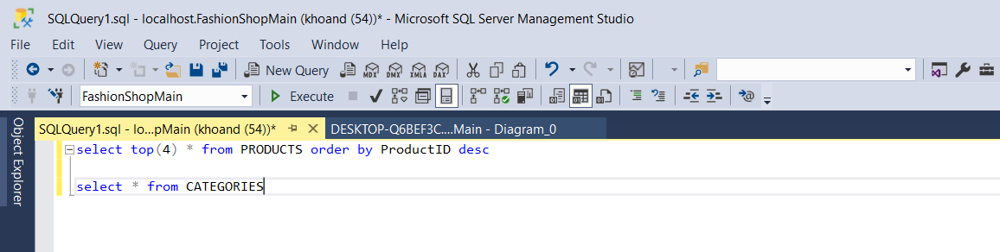 SQLQuery1.sql - localhost.FashionShopMain (khoand (54))* - Microsoft SQL Server Management Studio
File Edit View Query Project Tools Window Help
New Query MDX DMX XMLA DAX
FashionShopMain Execute
Object Explorer
SQLQuery1.sql - lo...pMain (khoand (54))* DESKTOP-Q6BEF3C....Main - Diagram_0
select top(4) * from PRODUCTS order by ProductID desc
select * from CATEGORIES